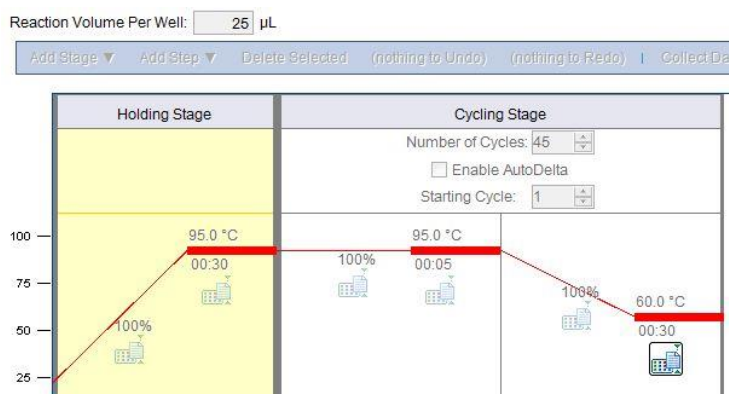 Reaction Volume Per Well: 25 µL
Add Stage ▼ Add Step ▼ Delete Selected (nothing to Undo) (nothing to Redo) | Collect Da
Holding Stage Cycling Stage
Number of Cycles: 45
Enable AutoDelta
Starting Cycle: 1
100 95.0 °C 95.0 °C
00:30 100% 00:05
75 100% 60.0 °C
50 100% 00:30
25